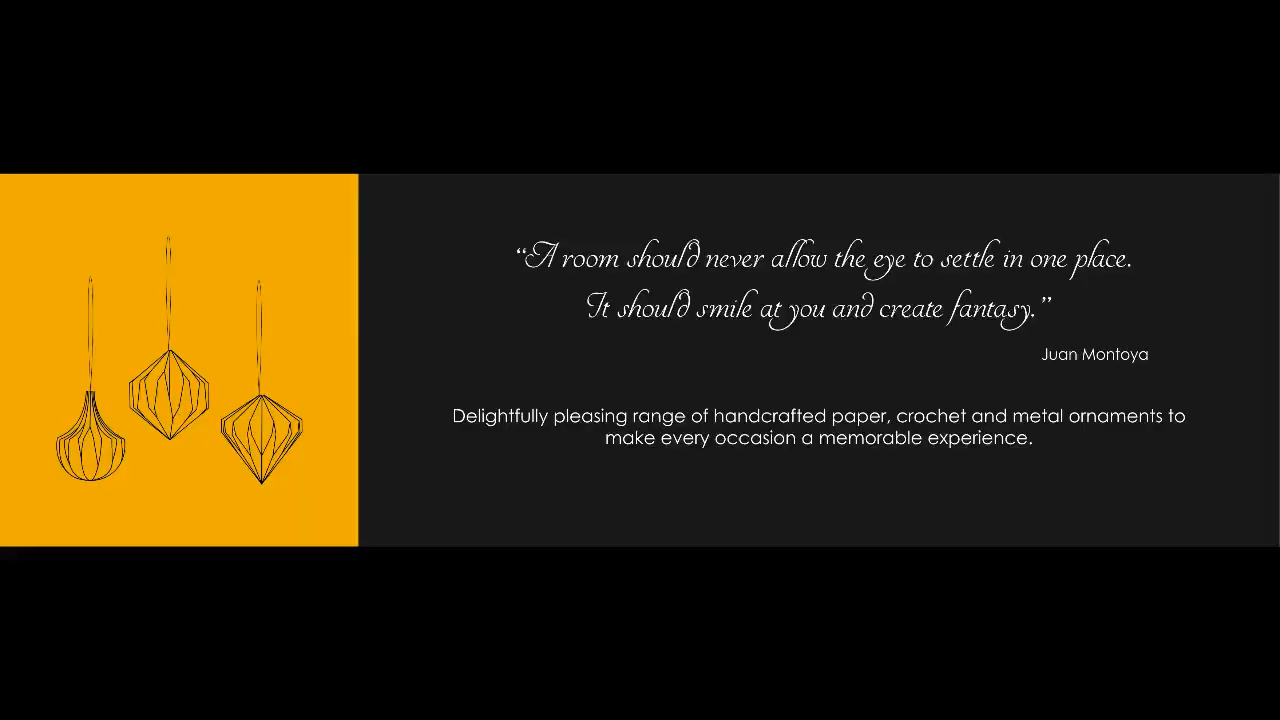 “A room should never allow the eye to settle in one place.
It should smile at you and create fantasy.”
Juan Montoya
Delightfully pleasing range of handcrafted paper, crochet and metal ornaments to
make every occasion a memorable experience.